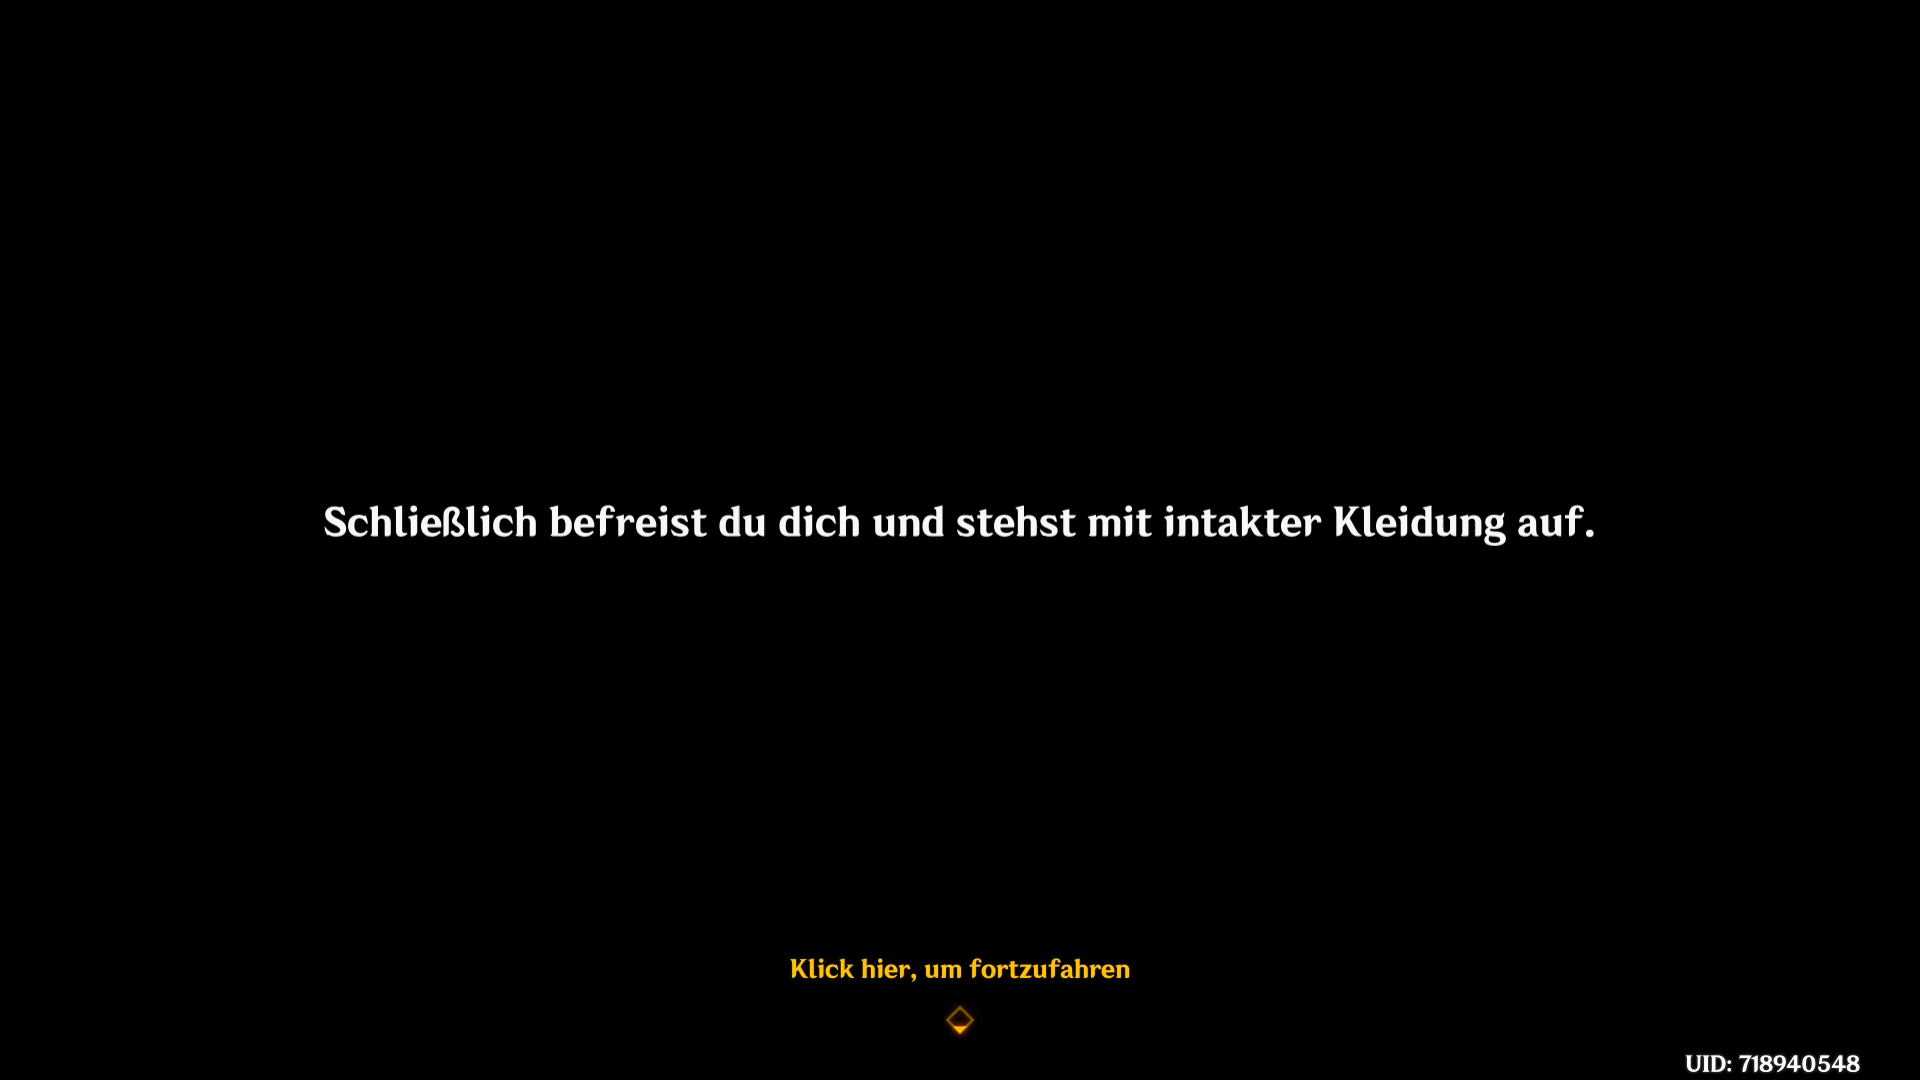 Schließlich befreist du dich und stehst mit intakter Kleidung auf.
Klick hier, um fortzufahren
UID: 718940548